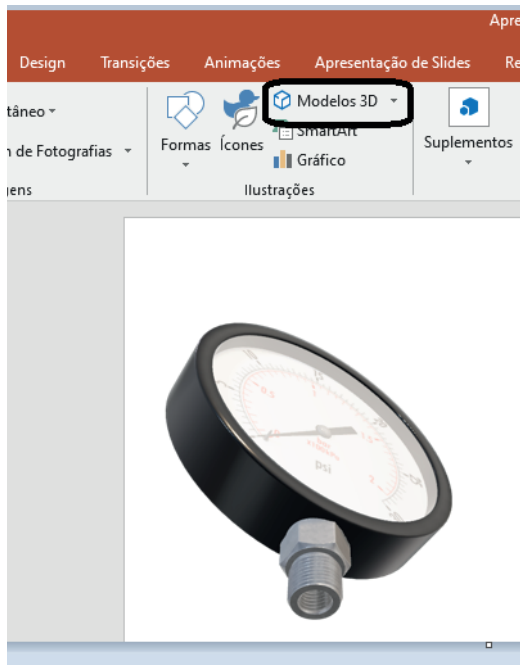 Apre
Design Transições Animações Apresentação de Slides Re
tâneo
Modelos 3D
SmartArt
n de Fotografias Formas Ícones Gráfico Suplementos
gens Ilustrações
psi